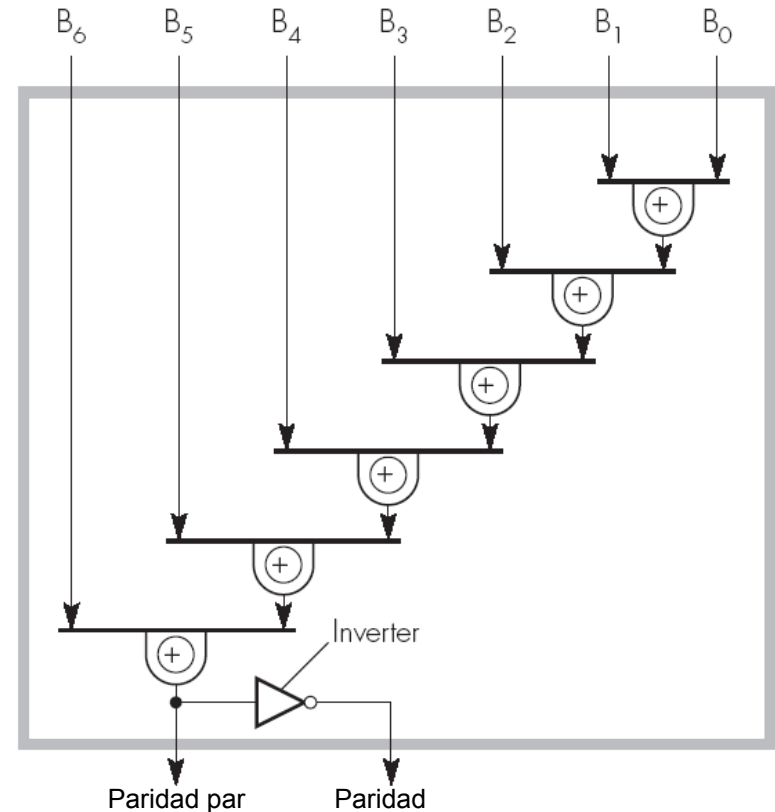 B6 B5 B4 B3 B2 B1 B0
+
+
+
+
+
+
Inverter
Paridad par Paridad